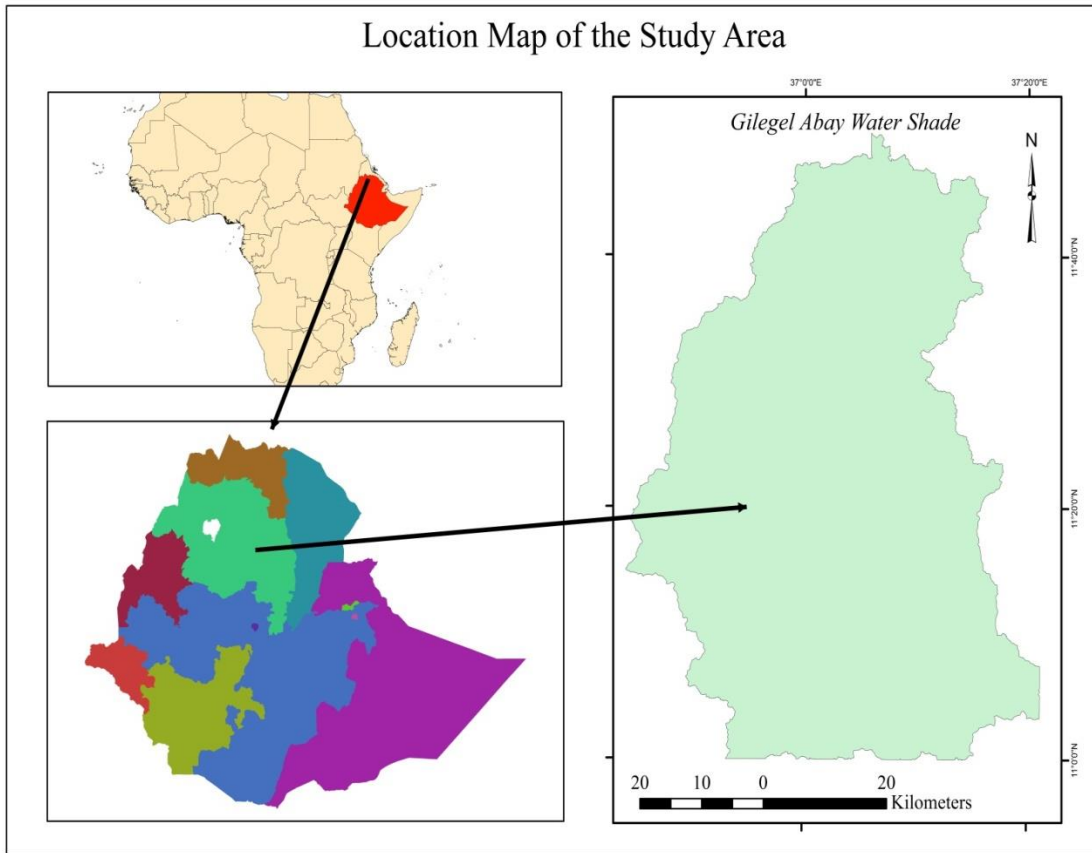 Location Map of the Study Area
37°0'0"E
37°20'0"E
Gilegel Abay Water Shade
N
11°40'0"N
11°20'0"N
11°0'0"N
20 10 0 20
Kilometers